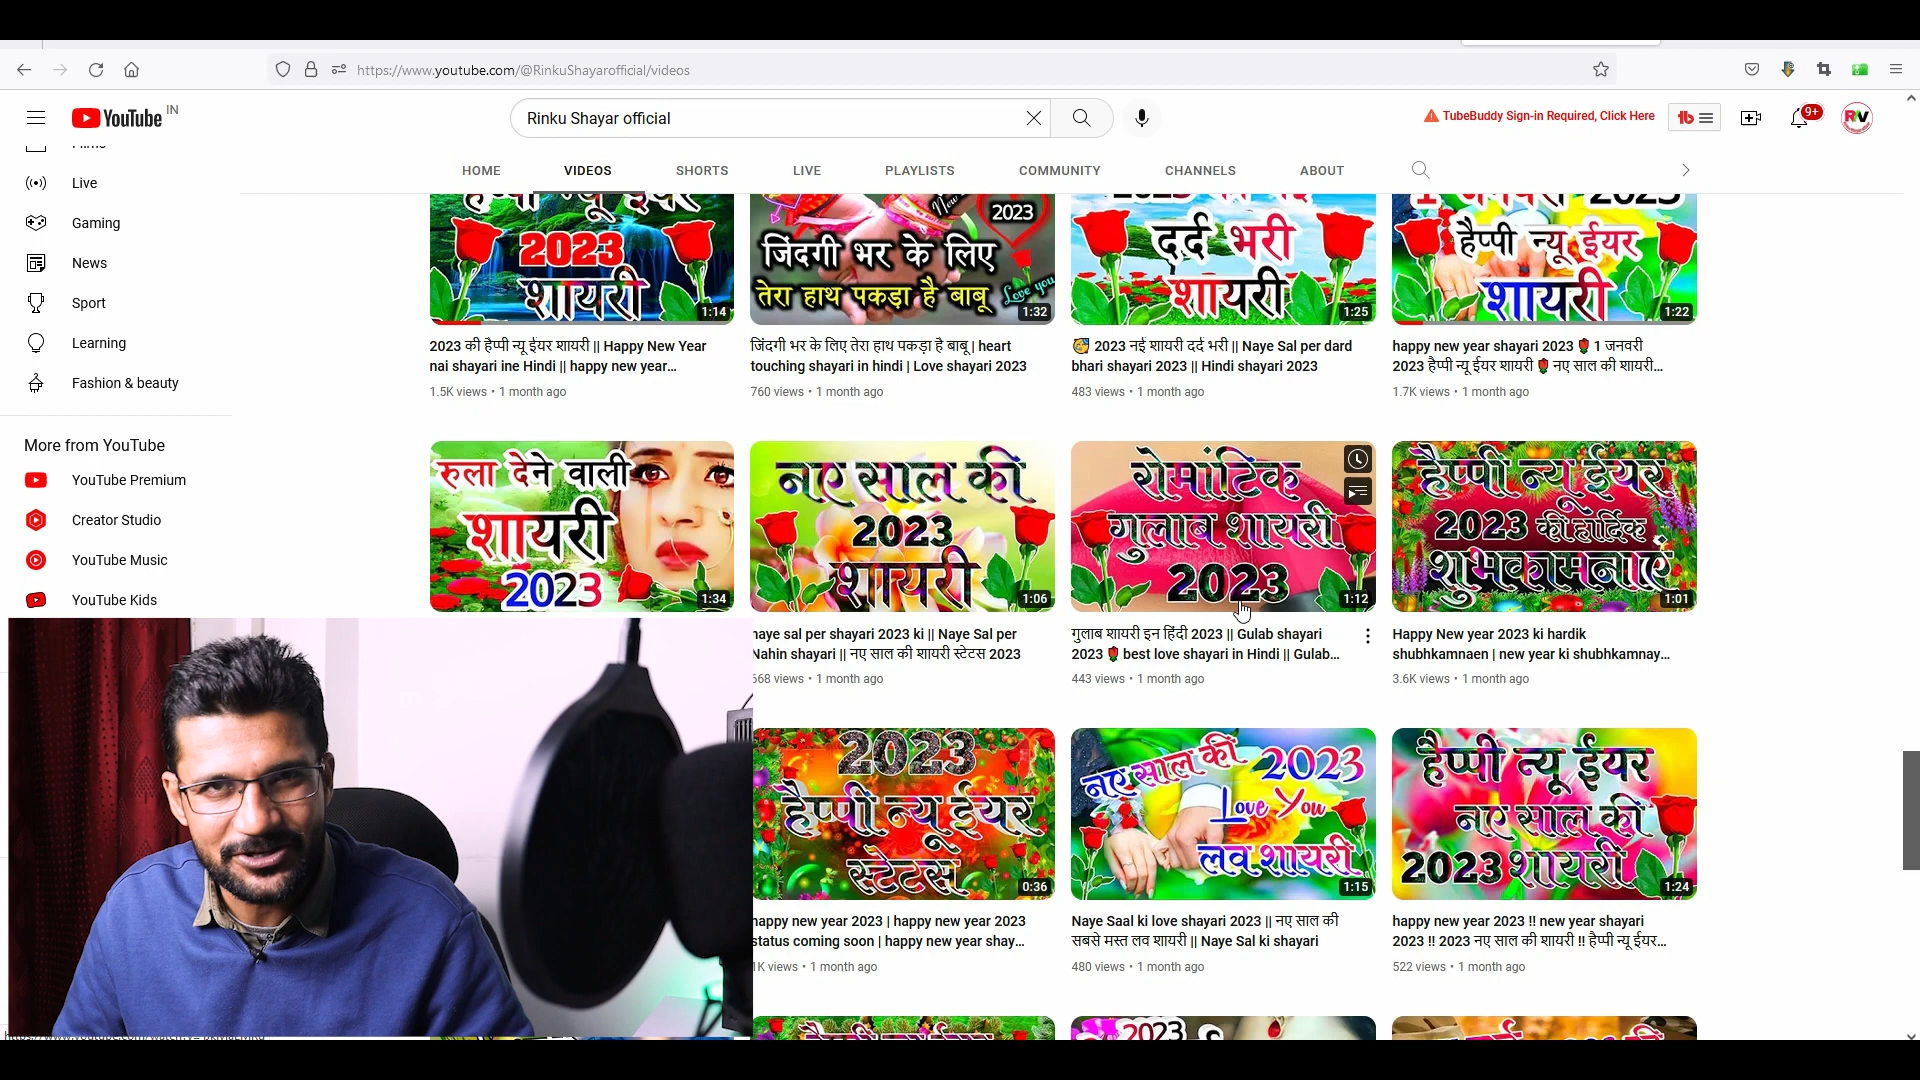 https://www.youtube.com/@RinkuShayarofficial/videos
YouTube IN
Rinku Shayar official
TubeBuddy Sign-in Required, Click Here
9+
HOME VIDEOS SHORTS LIVE PLAYLISTS COMMUNITY CHANNELS ABOUT
Live
Gaming
News
Sport
Learning
Fashion & beauty
More from YouTube
YouTube Premium
Creator Studio
YouTube Music
YouTube Kids
हैप्पी न्यू ईयर
2023
शायरी
1:14
2023 की हैप्पी न्यू ईयर शायरी || Happy New Year
nai shayari ine Hindi || happy new year...
1.5K views • 1 month ago
New
2023
जिंदगी भर के लिए
तेरा हाथ पकड़ा है बाबू
Love you
1:32
जिंदगी भर के लिए तेरा हाथ पकड़ा है बाबू | heart
touching shayari in hindi | Love shayari 2023
760 views • 1 month ago
दर्द भरी
शायरी
1:25
2023 नई शायरी दर्द भरी || Naye Sal per dard
bhari shayari 2023 || Hindi shayari 2023
483 views • 1 month ago
1 जनवरी 2023
हैप्पी न्यू ईयर
शायरी
1:22
happy new year shayari 2023 🌹 1 जनवरी
2023 हैप्पी न्यू ईयर शायरी 🌹 नए साल की शायरी...
1.7K views • 1 month ago
रुला देने वाली
शायरी
2023
1:34
नए साल की
2023
शायरी
1:06
naye sal per shayari 2023 ki || Naye Sal per
Nahin shayari || नए साल की शायरी स्टेटस 2023
668 views • 1 month ago
रोमांटिक
गुलाब शायरी
2023
1:12
गुलाब शायरी इन हिंदी 2023 || Gulab shayari
2023 🌹 best love shayari in Hindi || Gulab...
443 views • 1 month ago
हैप्पी न्यू ईयर
2023 की हार्दिक
शुभकामनाएं
1:01
Happy New year 2023 ki hardik
shubhkamnaen | new year ki shubhkamnay...
3.6K views • 1 month ago
2023
हैप्पी न्यू ईयर
स्टेटस
0:36
happy new year 2023 | happy new year 2023
status coming soon | happy new year shay...
1K views • 1 month ago
नए साल की 2023
Love You
लव शायरी
1:15
Naye Saal ki love shayari 2023 || नए साल की
सबसे मस्त लव शायरी || Naye Sal ki shayari
480 views • 1 month ago
हैप्पी न्यू ईयर
नए साल की
2023 शायरी
1:24
happy new year 2023 !! new year shayari
2023 !! 2023 नए साल की शायरी !! हैप्पी न्यू ईयर...
522 views • 1 month ago
2023